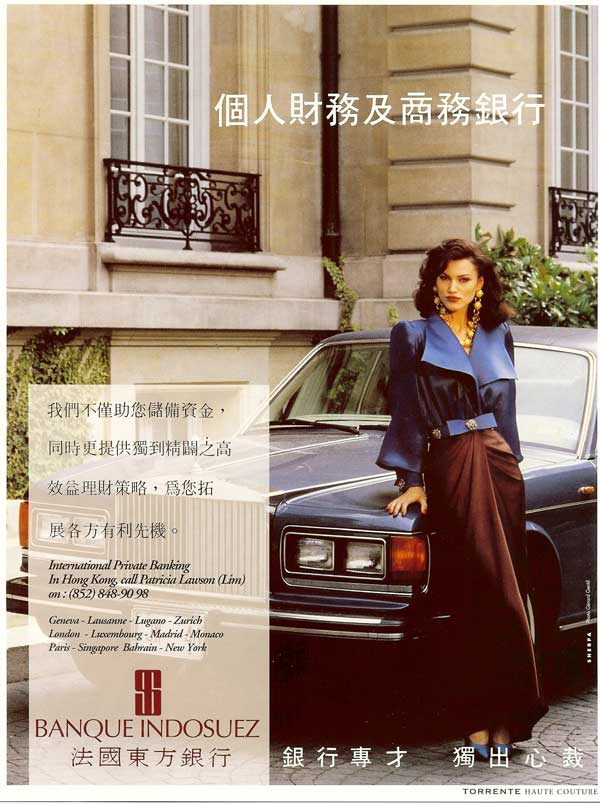 個人財務及商務銀行
我們不僅助您儲備資金，
同時更提供獨到精闢之高
效益理財策略，爲您拓
展各方有利先機。
International Private Banking
In Hong Kong, call Patricia Lawson (Lim)
on : (852) 848-90 98
Geneva - Lausanne - Lugano - Zurich
London - Luxembourg - Madrid - Monaco
Paris - Singapore Bahrain - New York
BANQUE INDOSUEZ
法國東方銀行
銀行專才 獨出心裁
SHERPA
TORRENTE HAUTE COUTURE